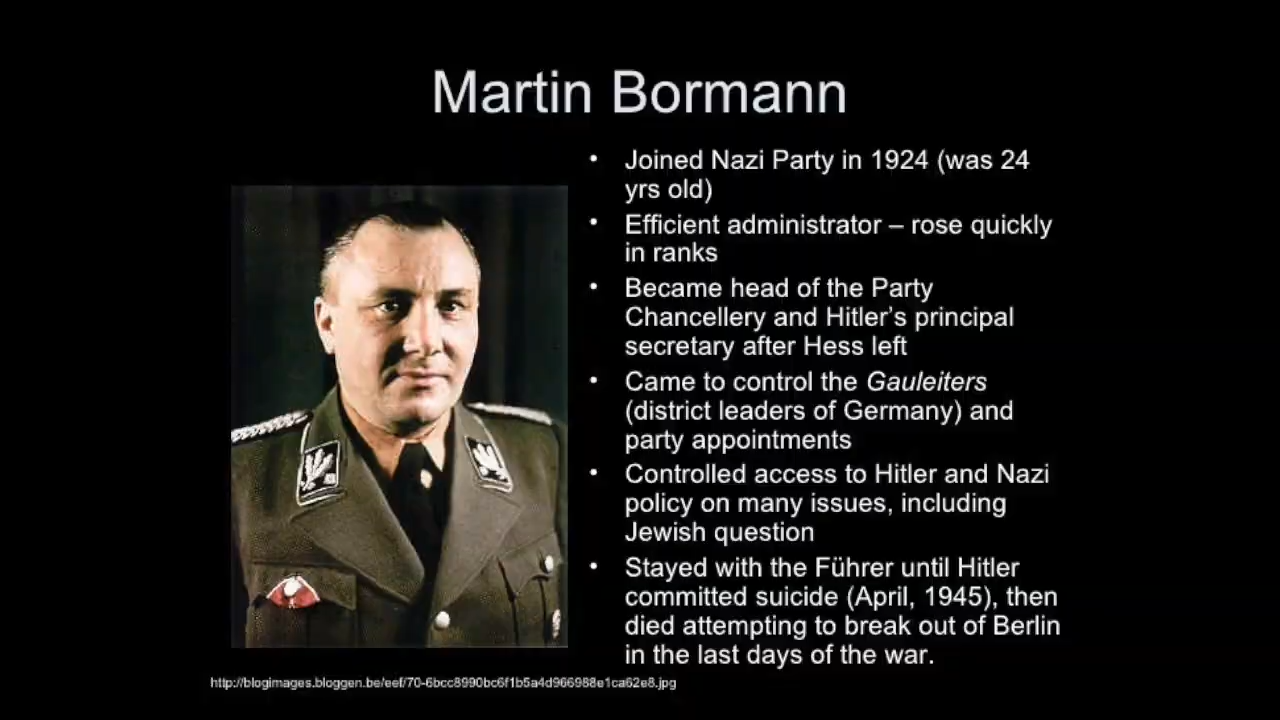 Martin Bormann
• Joined Nazi Party in 1924 (was 24
yrs old)
• Efficient administrator – rose quickly
in ranks
• Became head of the Party
Chancellery and Hitler's principal
secretary after Hess left
• Came to control the Gauleiters
(district leaders of Germany) and
party appointments
• Controlled access to Hitler and Nazi
policy on many issues, including
Jewish question
• Stayed with the Führer until Hitler
committed suicide (April, 1945), then
died attempting to break out of Berlin
in the last days of the war.
http://blogimages.bloggen.be/eef/70-6bcc8990bc6f1b5a4d966988e1ca62e8.jpg